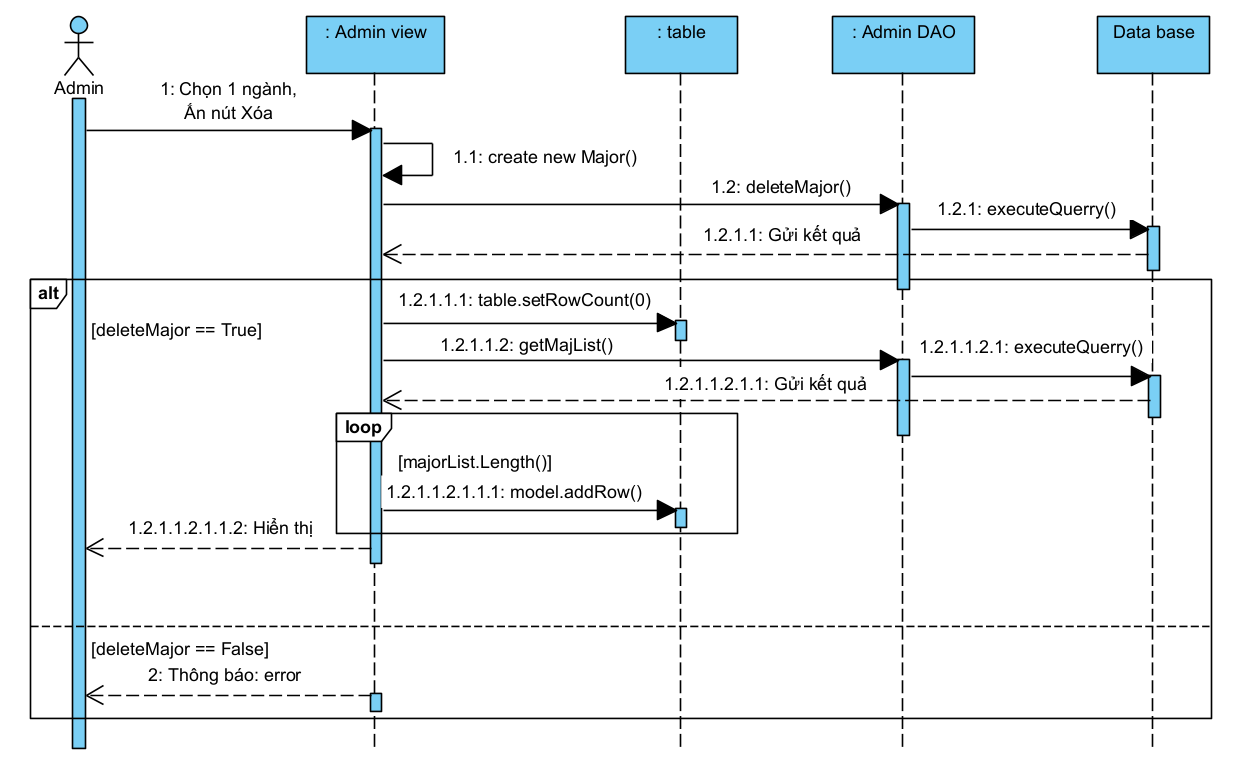 : Admin view
: table
: Admin DAO
Data base
Admin
1: Chọn 1 ngành,
Ấn nút Xóa
1.1: create new Major()
1.2: deleteMajor()
1.2.1: executeQuerry()
1.2.1.1: Gửi kết quả
alt
1.2.1.1.1: table.setRowCount(0)
[deleteMajor == True]
1.2.1.1.2: getMajList()
1.2.1.1.2.1: executeQuerry()
1.2.1.1.2.1.1: Gửi kết quả
loop
[majorList.Length()]
1.2.1.1.2.1.1.1: model.addRow()
1.2.1.1.2.1.1.2: Hiển thị
[deleteMajor == False]
2: Thông báo: error